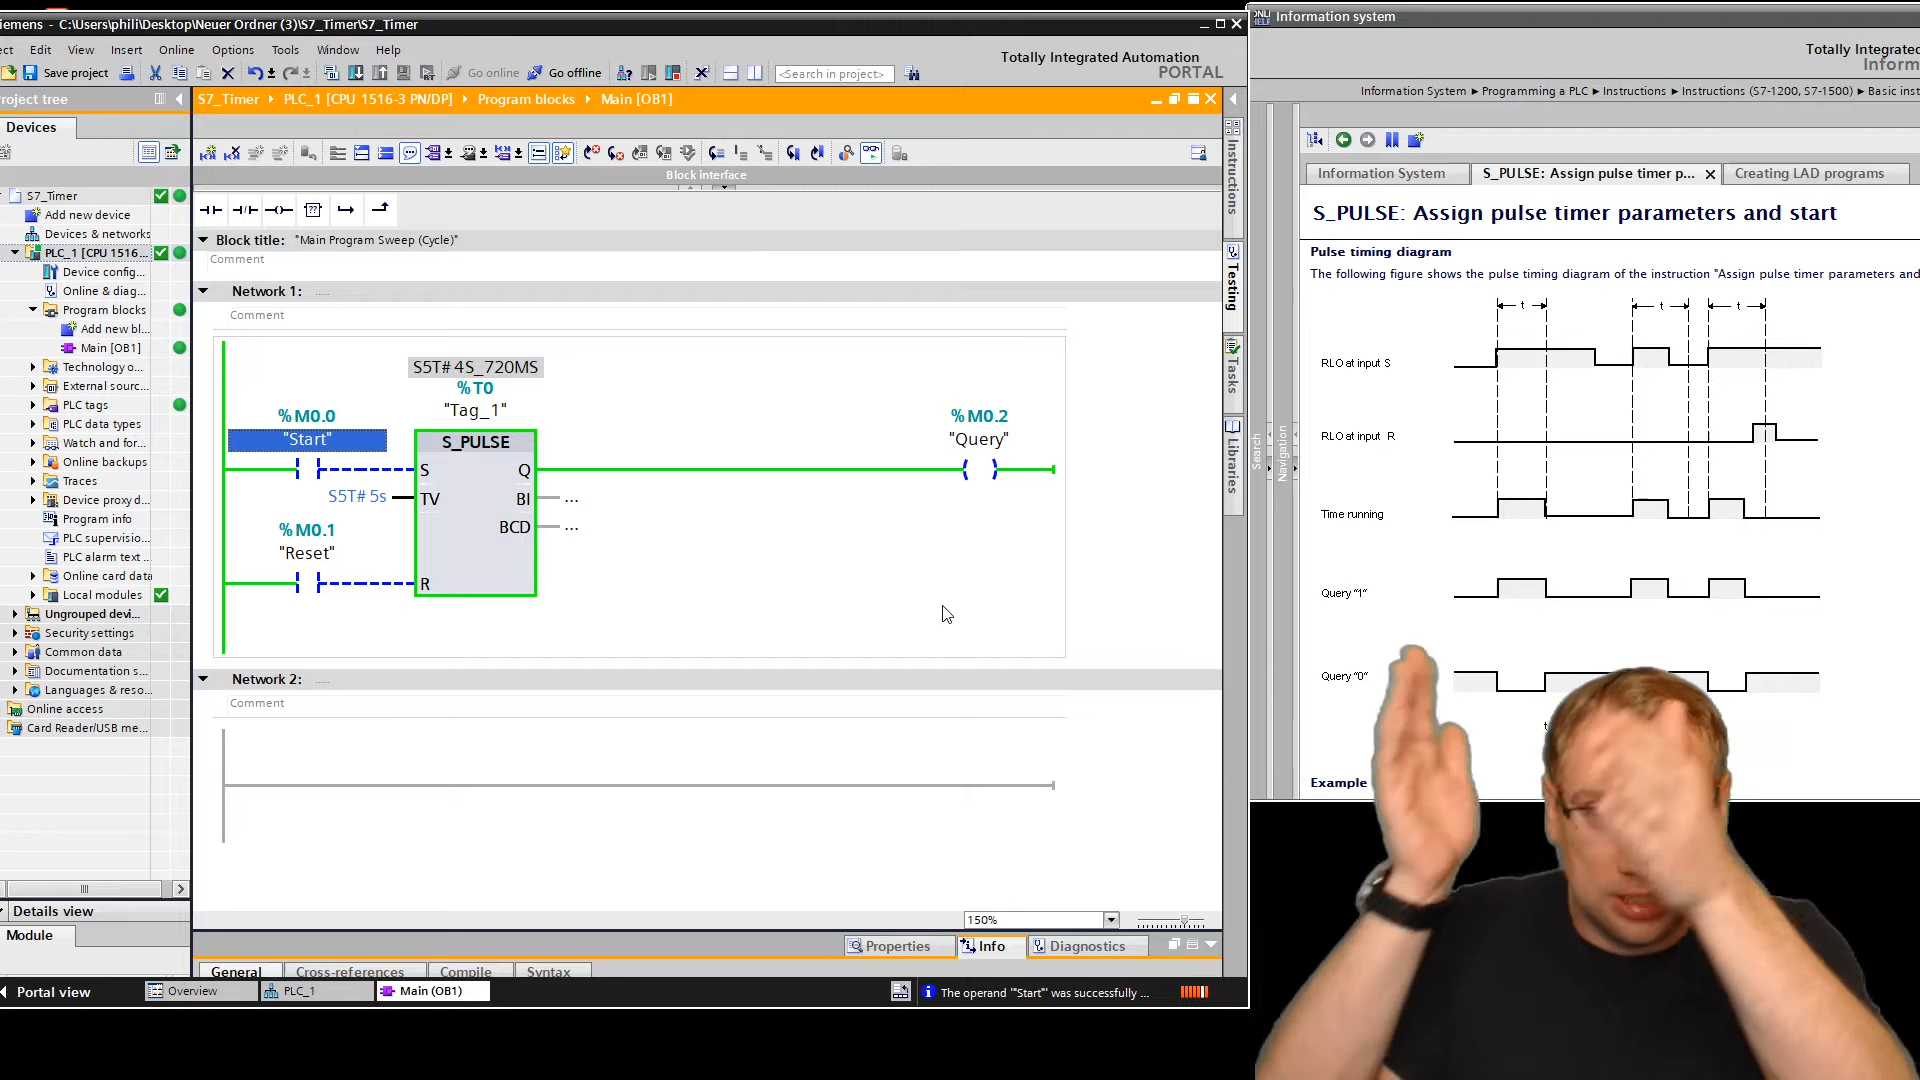 iemens - C:\Users\phili\Desktop\Neuer Ordner (3)\S7_Timer\S7_Timer
ect Edit View Insert Online Options Tools Window Help
Totally Integrated Automation
PORTAL
Save project
Go online
Go offline
<Search in project>
roject tree
S7_Timer PLC_1 [CPU 1516-3 PN/DP] Program blocks Main [OB1]
Devices
Block interface
S7_Timer
Add new device
Devices & networks
PLC_1 [CPU 1516...
Device config...
Online & diag...
Program blocks
Add new bl...
Main [OB1]
Technology o...
External sourc...
PLC tags
PLC data types
Watch and for...
Online backups
Traces
Device proxy d...
Program info
PLC supervisio...
PLC alarm text ...
Online card data
Local modules
Ungrouped devi...
Security settings
Common data
Documentation s...
Languages & reso...
Online access
Card Reader/USB me...
Details view
Module
Block title: "Main Program Sweep (Cycle)"
Comment
Network 1: .....
Comment
S5T#4S_720MS
%T0
"Tag_1"
%M0.0
"Start"
S_PULSE
%M0.2
"Query"
S Q
S5T#5s TV BI ...
%M0.1
BCD ...
"Reset"
R
Network 2: .....
Comment
150%
Properties Info Diagnostics
General Cross-references Compile Syntax
Portal view Overview PLC_1 Main (OB1)
The operand '"Start"' was successfully ...
Instructions
Testing
Tasks
Libraries
Information system
Totally Integrated
Inform
Information System Programming a PLC Instructions Instructions (S7-1200, S7-1500) Basic inst
Search
Navigation
Information System S_PULSE: Assign pulse timer p... Creating LAD programs
S_PULSE: Assign pulse timer parameters and start
Pulse timing diagram
The following figure shows the pulse timing diagram of the instruction "Assign pulse timer parameters and
t t t
RLO at input S
RLO at input R
Time running
Query "1"
Query "0"
t
Example